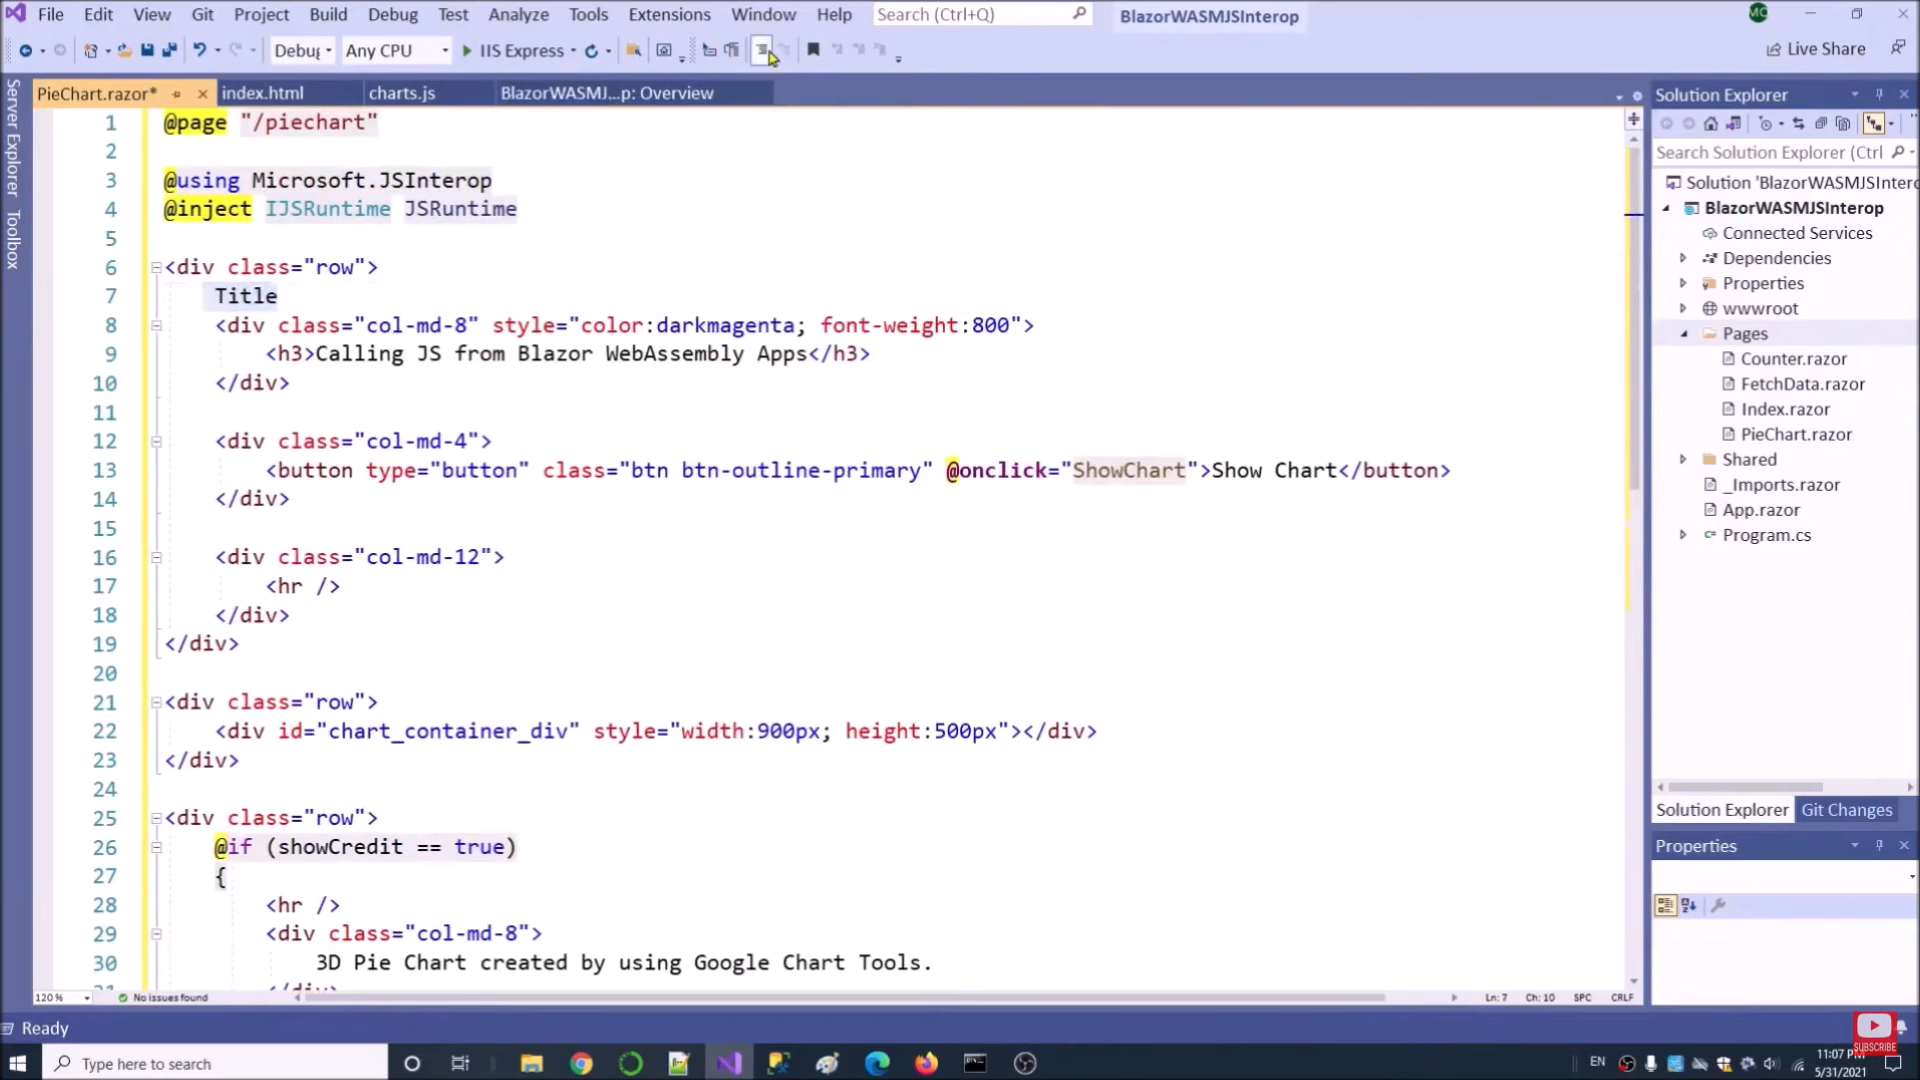 File Edit View Git Project Build Debug Test Analyze Tools Extensions Window Help Search (Ctrl+Q) BlazorWASMJSInterop MC
Debug Any CPU IIS Express Live Share
Server Explorer
Toolbox
PieChart.razor* index.html charts.js BlazorWASMJ...p: Overview
1 @page "/piechart"
2
3 @using Microsoft.JSInterop
4 @inject IJSRuntime JSRuntime
5
6 <div class="row">
7 Title
8 <div class="col-md-8" style="color:darkmagenta; font-weight:800">
9 <h3>Calling JS from Blazor WebAssembly Apps</h3>
10 </div>
11
12 <div class="col-md-4">
13 <button type="button" class="btn btn-outline-primary" @onclick="ShowChart">Show Chart</button>
14 </div>
15
16 <div class="col-md-12">
17 <hr />
18 </div>
19 </div>
20
21 <div class="row">
22 <div id="chart_container_div" style="width:900px; height:500px"></div>
23 </div>
24
25 <div class="row">
26 @if (showCredit == true)
27 {
28 <hr />
29 <div class="col-md-8">
30 3D Pie Chart created by using Google Chart Tools.
120 % No issues found Ln: 7 Ch: 10 SPC CRLF
Solution Explorer
Search Solution Explorer (Ctrl
Solution 'BlazorWASMJSInterc
BlazorWASMJSInterop
Connected Services
Dependencies
Properties
wwwroot
Pages
Counter.razor
FetchData.razor
Index.razor
PieChart.razor
Shared
_Imports.razor
App.razor
Program.cs
Solution Explorer Git Changes
Properties
Ready
SUBSCRIBE
Type here to search
EN
11:07 PM
5/31/2021